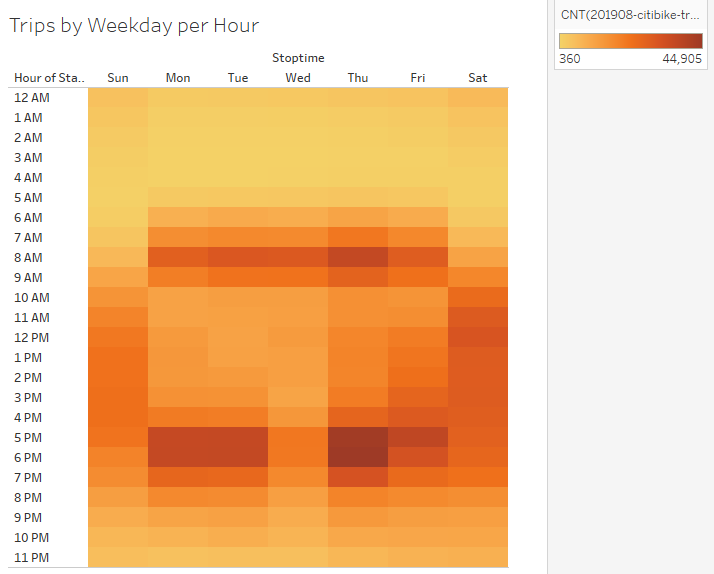 Trips by Weekday per Hour
CNT(201908-citibike-tr...
360 44,905
Stoptime
Hour of Sta.. Sun Mon Tue Wed Thu Fri Sat
12 AM
1 AM
2 AM
3 AM
4 AM
5 AM
6 AM
7 AM
8 AM
9 AM
10 AM
11 AM
12 PM
1 PM
2 PM
3 PM
4 PM
5 PM
6 PM
7 PM
8 PM
9 PM
10 PM
11 PM